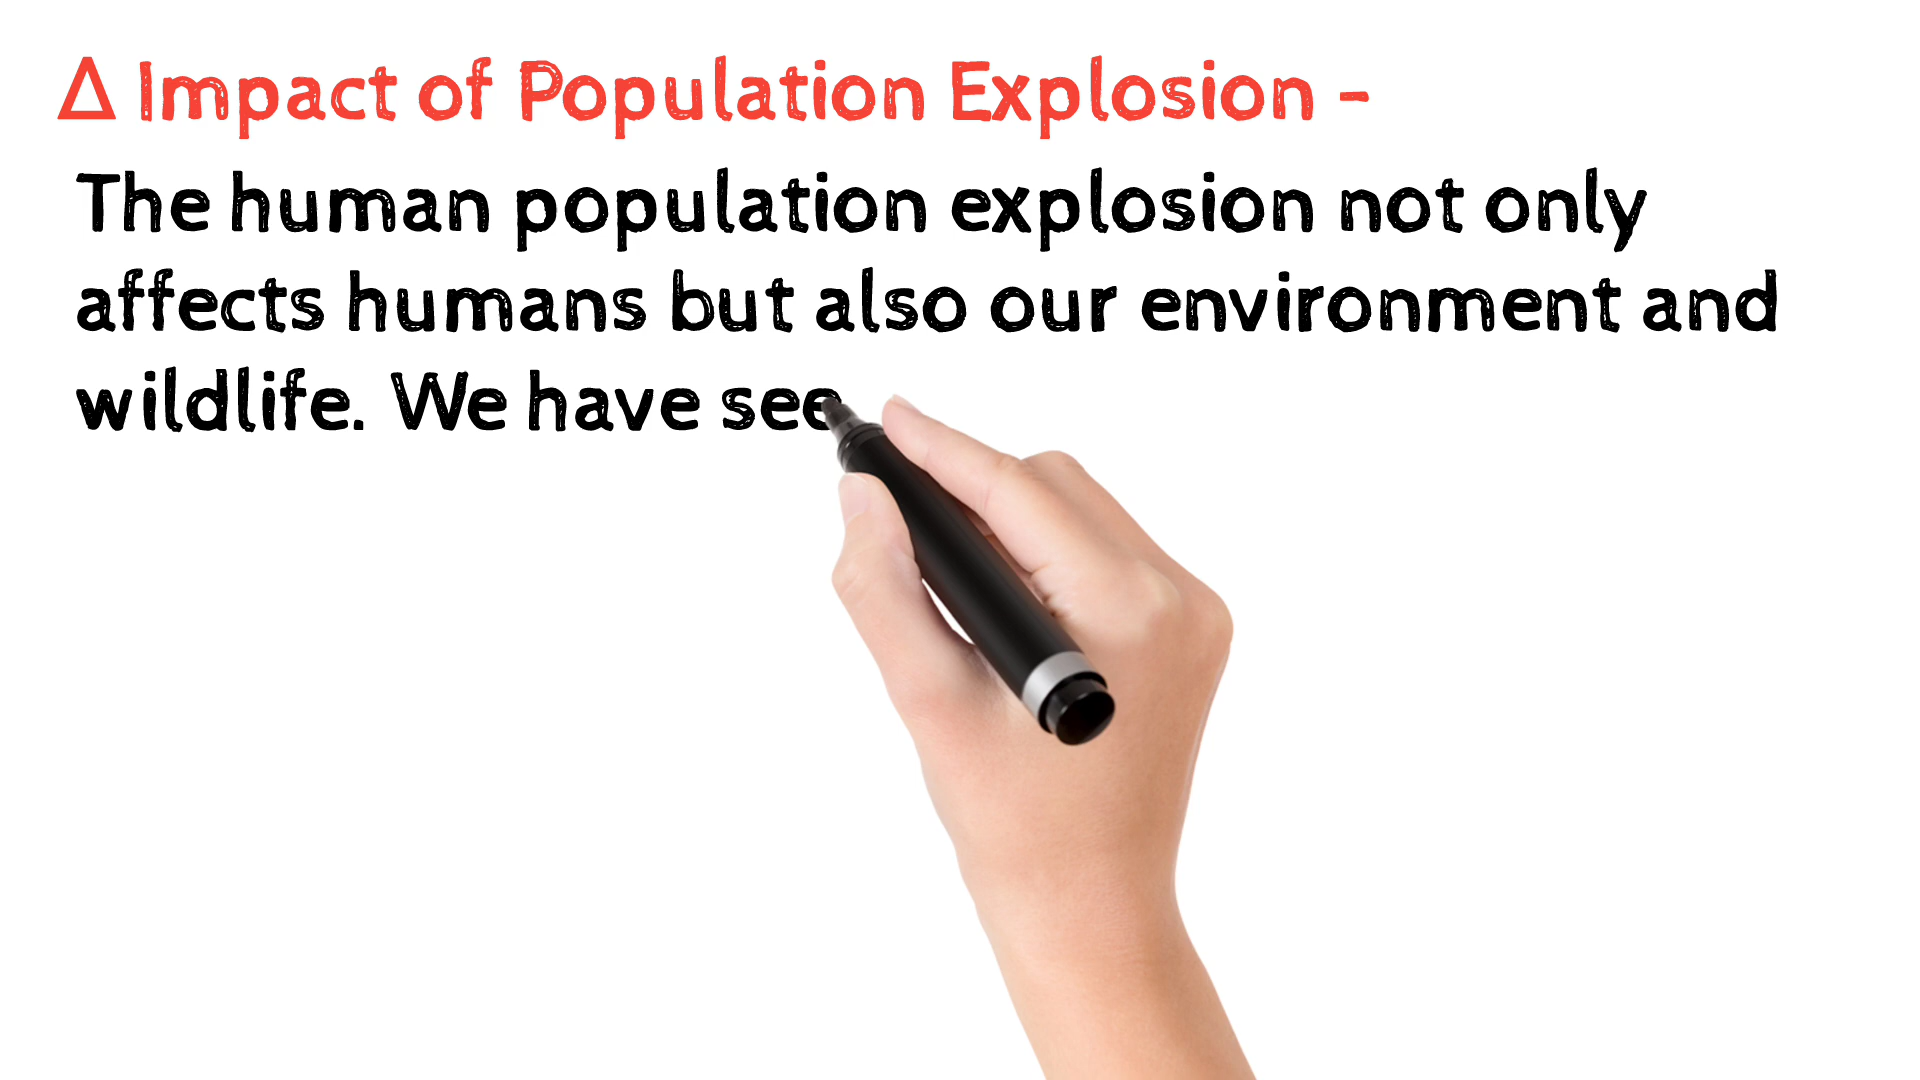 Δ Impact of Population Explosion -
The human population explosion not only
affects humans but also our environment and
wildlife. We have see